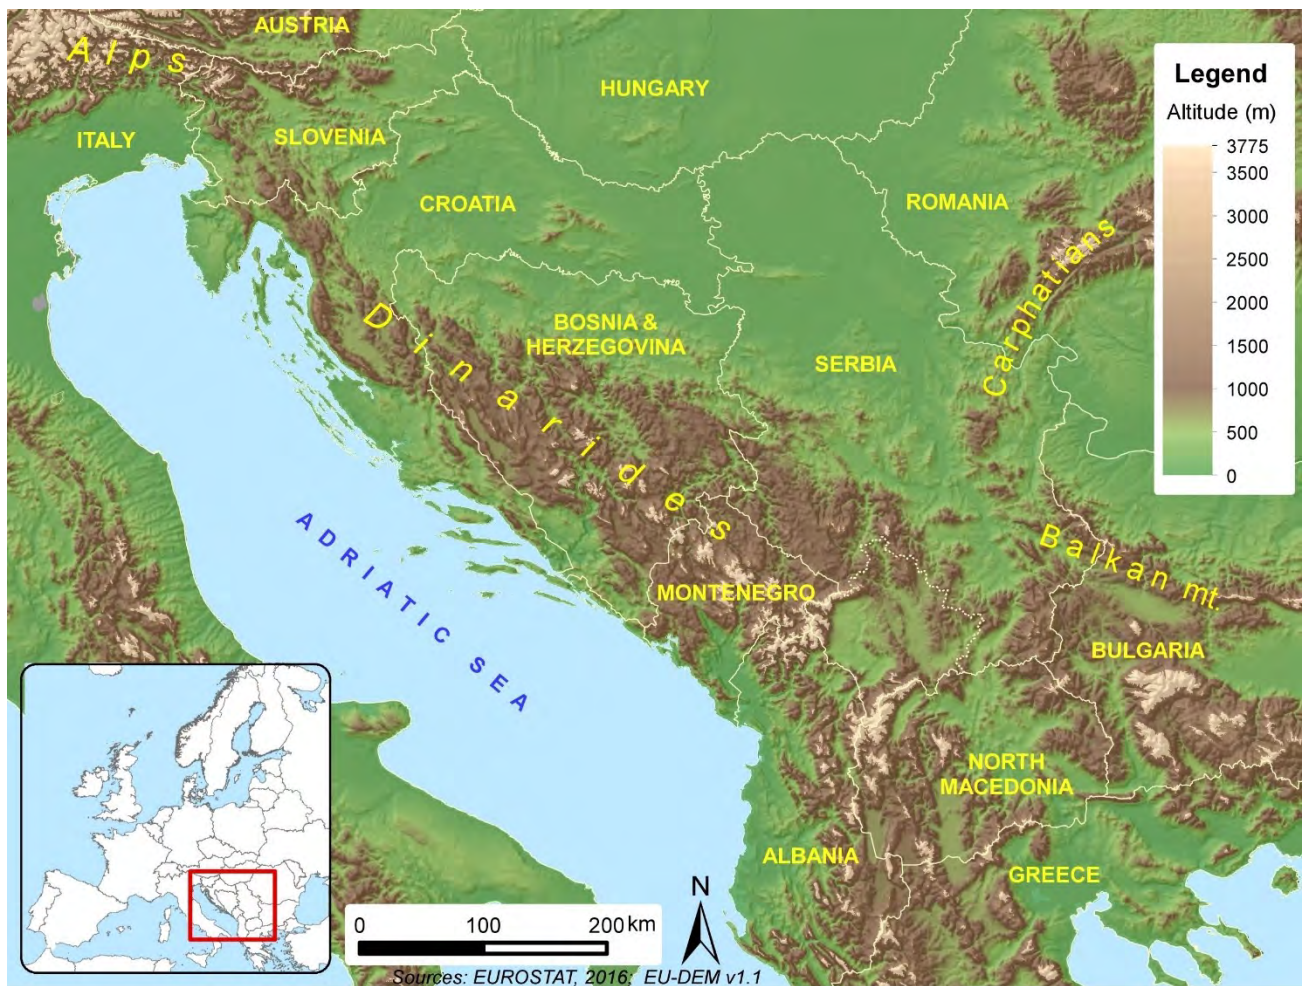 AUSTRIA
Alps
HUNGARY
ITALY
SLOVENIA
CROATIA
ROMANIA
Carphatians
Dinarides
BOSNIA &
HERZEGOVINA
SERBIA
ADRIATIC SEA
MONTENEGRO
Balkan mt.
BULGARIA
NORTH
MACEDONIA
ALBANIA
GREECE
Legend
Altitude (m)
3775
3500
3000
2500
2000
1500
1000
500
0
N
0 100 200 km
Sources: EUROSTAT, 2016; EU-DEM v1.1